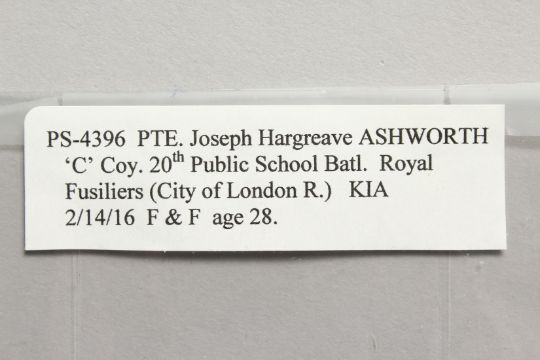 PS-4396 PTE. Joseph Hargreave ASHWORTH
‘C’ Coy. 20th Public School Batl. Royal
Fusiliers (City of London R.) KIA
2/14/16 F & F age 28.